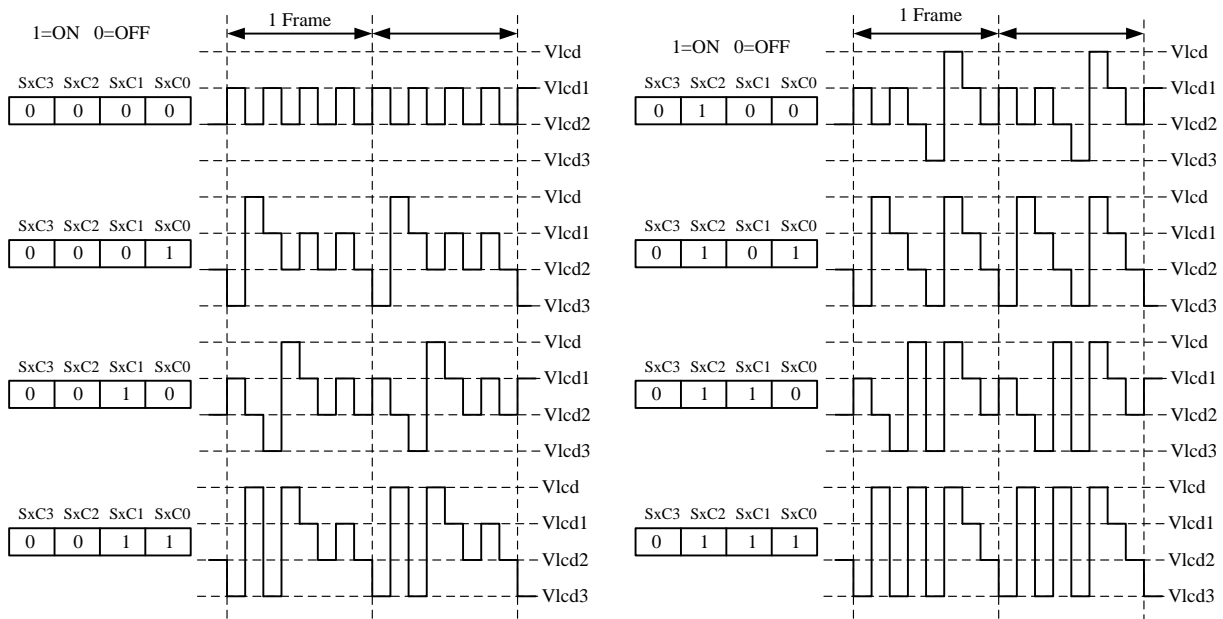 1 Frame
1=ON 0=OFF
Vlcd
SxC3 SxC2 SxC1 SxC0
Vlcd1
0 0 0 0
Vlcd2
Vlcd3
Vlcd
SxC3 SxC2 SxC1 SxC0
Vlcd1
0 0 0 1
Vlcd2
Vlcd3
Vlcd
SxC3 SxC2 SxC1 SxC0
Vlcd1
0 0 1 0
Vlcd2
Vlcd3
Vlcd
SxC3 SxC2 SxC1 SxC0
Vlcd1
0 0 1 1
Vlcd2
Vlcd3
1 Frame
1=ON 0=OFF
Vlcd
SxC3 SxC2 SxC1 SxC0
Vlcd1
0 1 0 0
Vlcd2
Vlcd3
Vlcd
SxC3 SxC2 SxC1 SxC0
Vlcd1
0 1 0 1
Vlcd2
Vlcd3
Vlcd
SxC3 SxC2 SxC1 SxC0
Vlcd1
0 1 1 0
Vlcd2
Vlcd3
Vlcd
SxC3 SxC2 SxC1 SxC0
Vlcd1
0 1 1 1
Vlcd2
Vlcd3